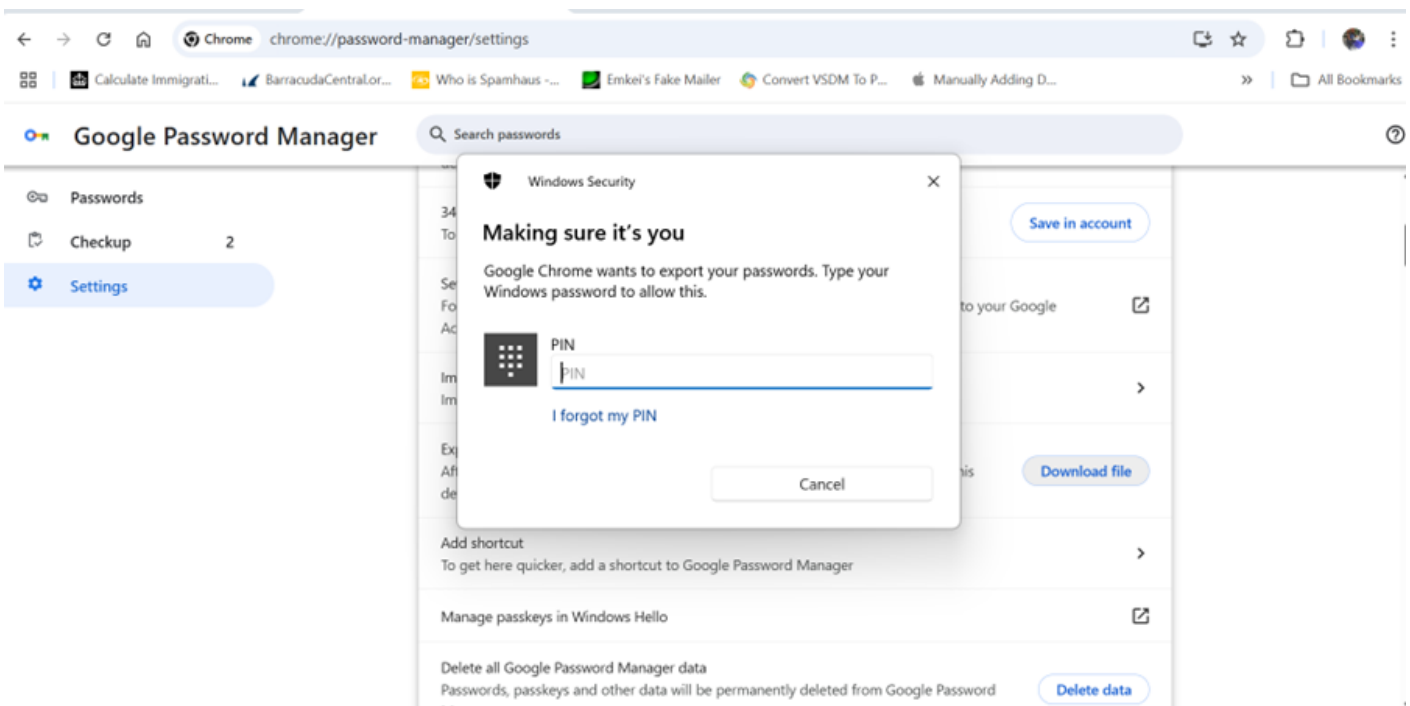 Chrome chrome://password-manager/settings
Calculate Immigrati... BarracudaCentral.or... Who is Spamhaus -... Emkei's Fake Mailer Convert VSDM To P... Manually Adding D... » All Bookmarks
Google Password Manager
Search passwords
Passwords
Checkup 2
Settings
Windows Security
Making sure it's you
Google Chrome wants to export your passwords. Type your
Windows password to allow this.
PIN
PIN
I forgot my PIN
Cancel
34
To
Save in account
Se
Fo
to your Google
Ac
Im
Im
Exp
Aft
his
de
Download file
Add shortcut
To get here quicker, add a shortcut to Google Password Manager
Manage passkeys in Windows Hello
Delete all Google Password Manager data
Passwords, passkeys and other data will be permanently deleted from Google Password
Delete data